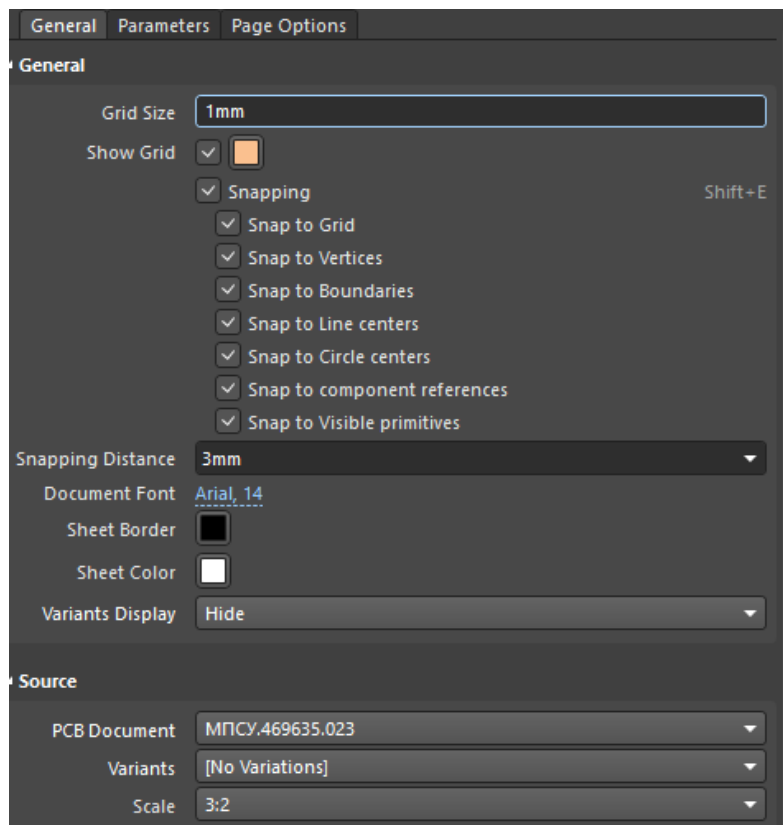 General Parameters Page Options
General
Grid Size 1mm
Show Grid
Snapping Shift+E
Snap to Grid
Snap to Vertices
Snap to Boundaries
Snap to Line centers
Snap to Circle centers
Snap to component references
Snap to Visible primitives
Snapping Distance 3mm
Document Font Arial, 14
Sheet Border
Sheet Color
Variants Display Hide
Source
PCB Document МПСУ.469635.023
Variants [No Variations]
Scale 3:2